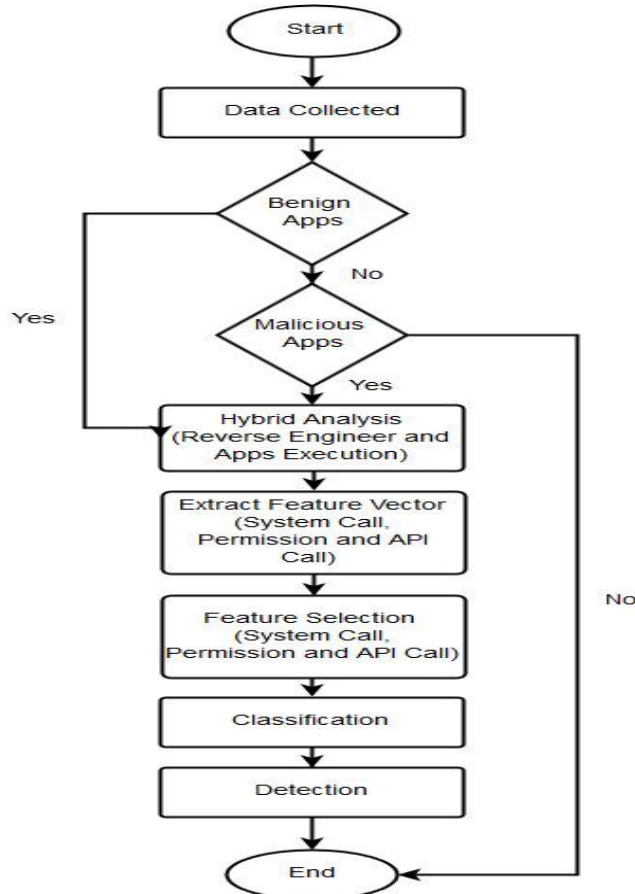 Start
Data Collected
Benign
Apps
No
Yes
Malicious
Apps
Yes
Hybrid Analysis
(Reverse Engineer and
Apps Execution)
Extract Feature Vector
(System Call,
Permission and API
Call)
No
Feature Selection
(System Call,
Permission and API Call)
Classification
Detection
End